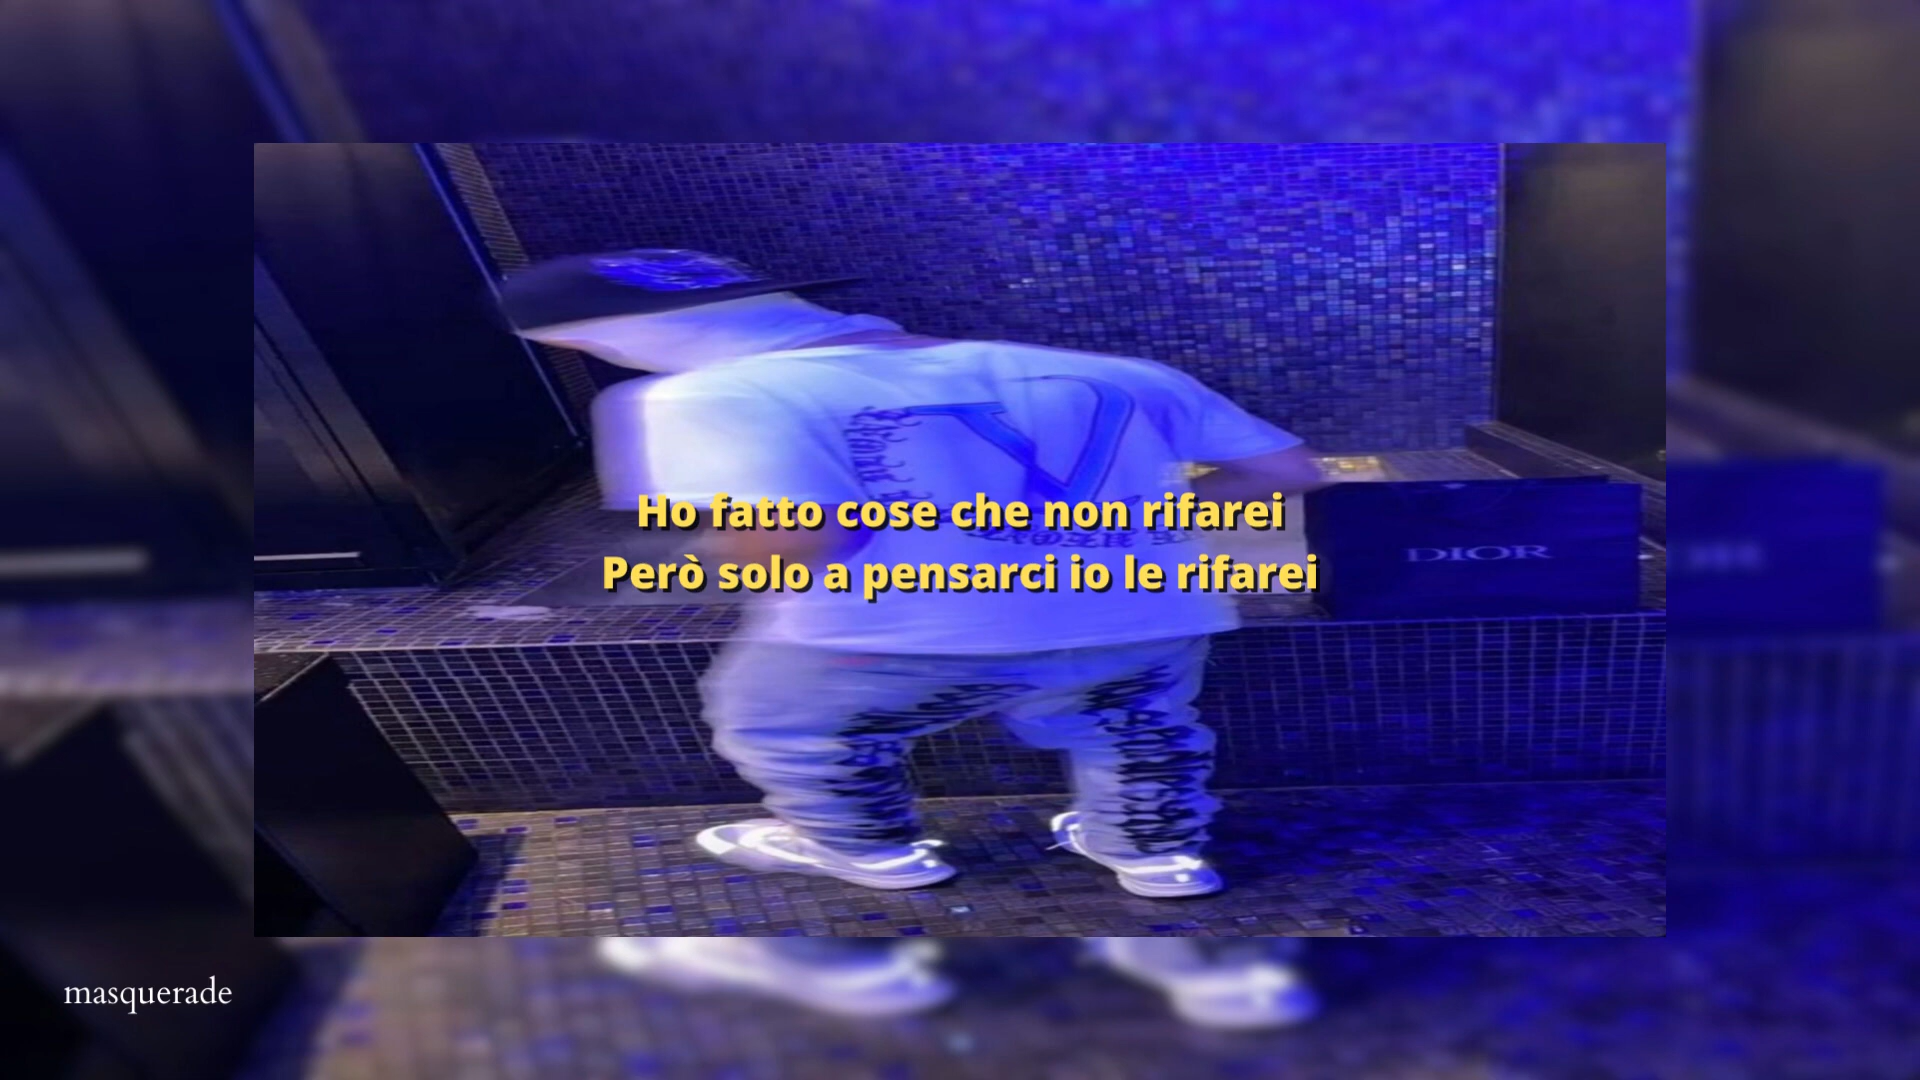 Ho fatto cose che non rifarei
Però solo a pensarci io le rifarei
DIOR
masquerade